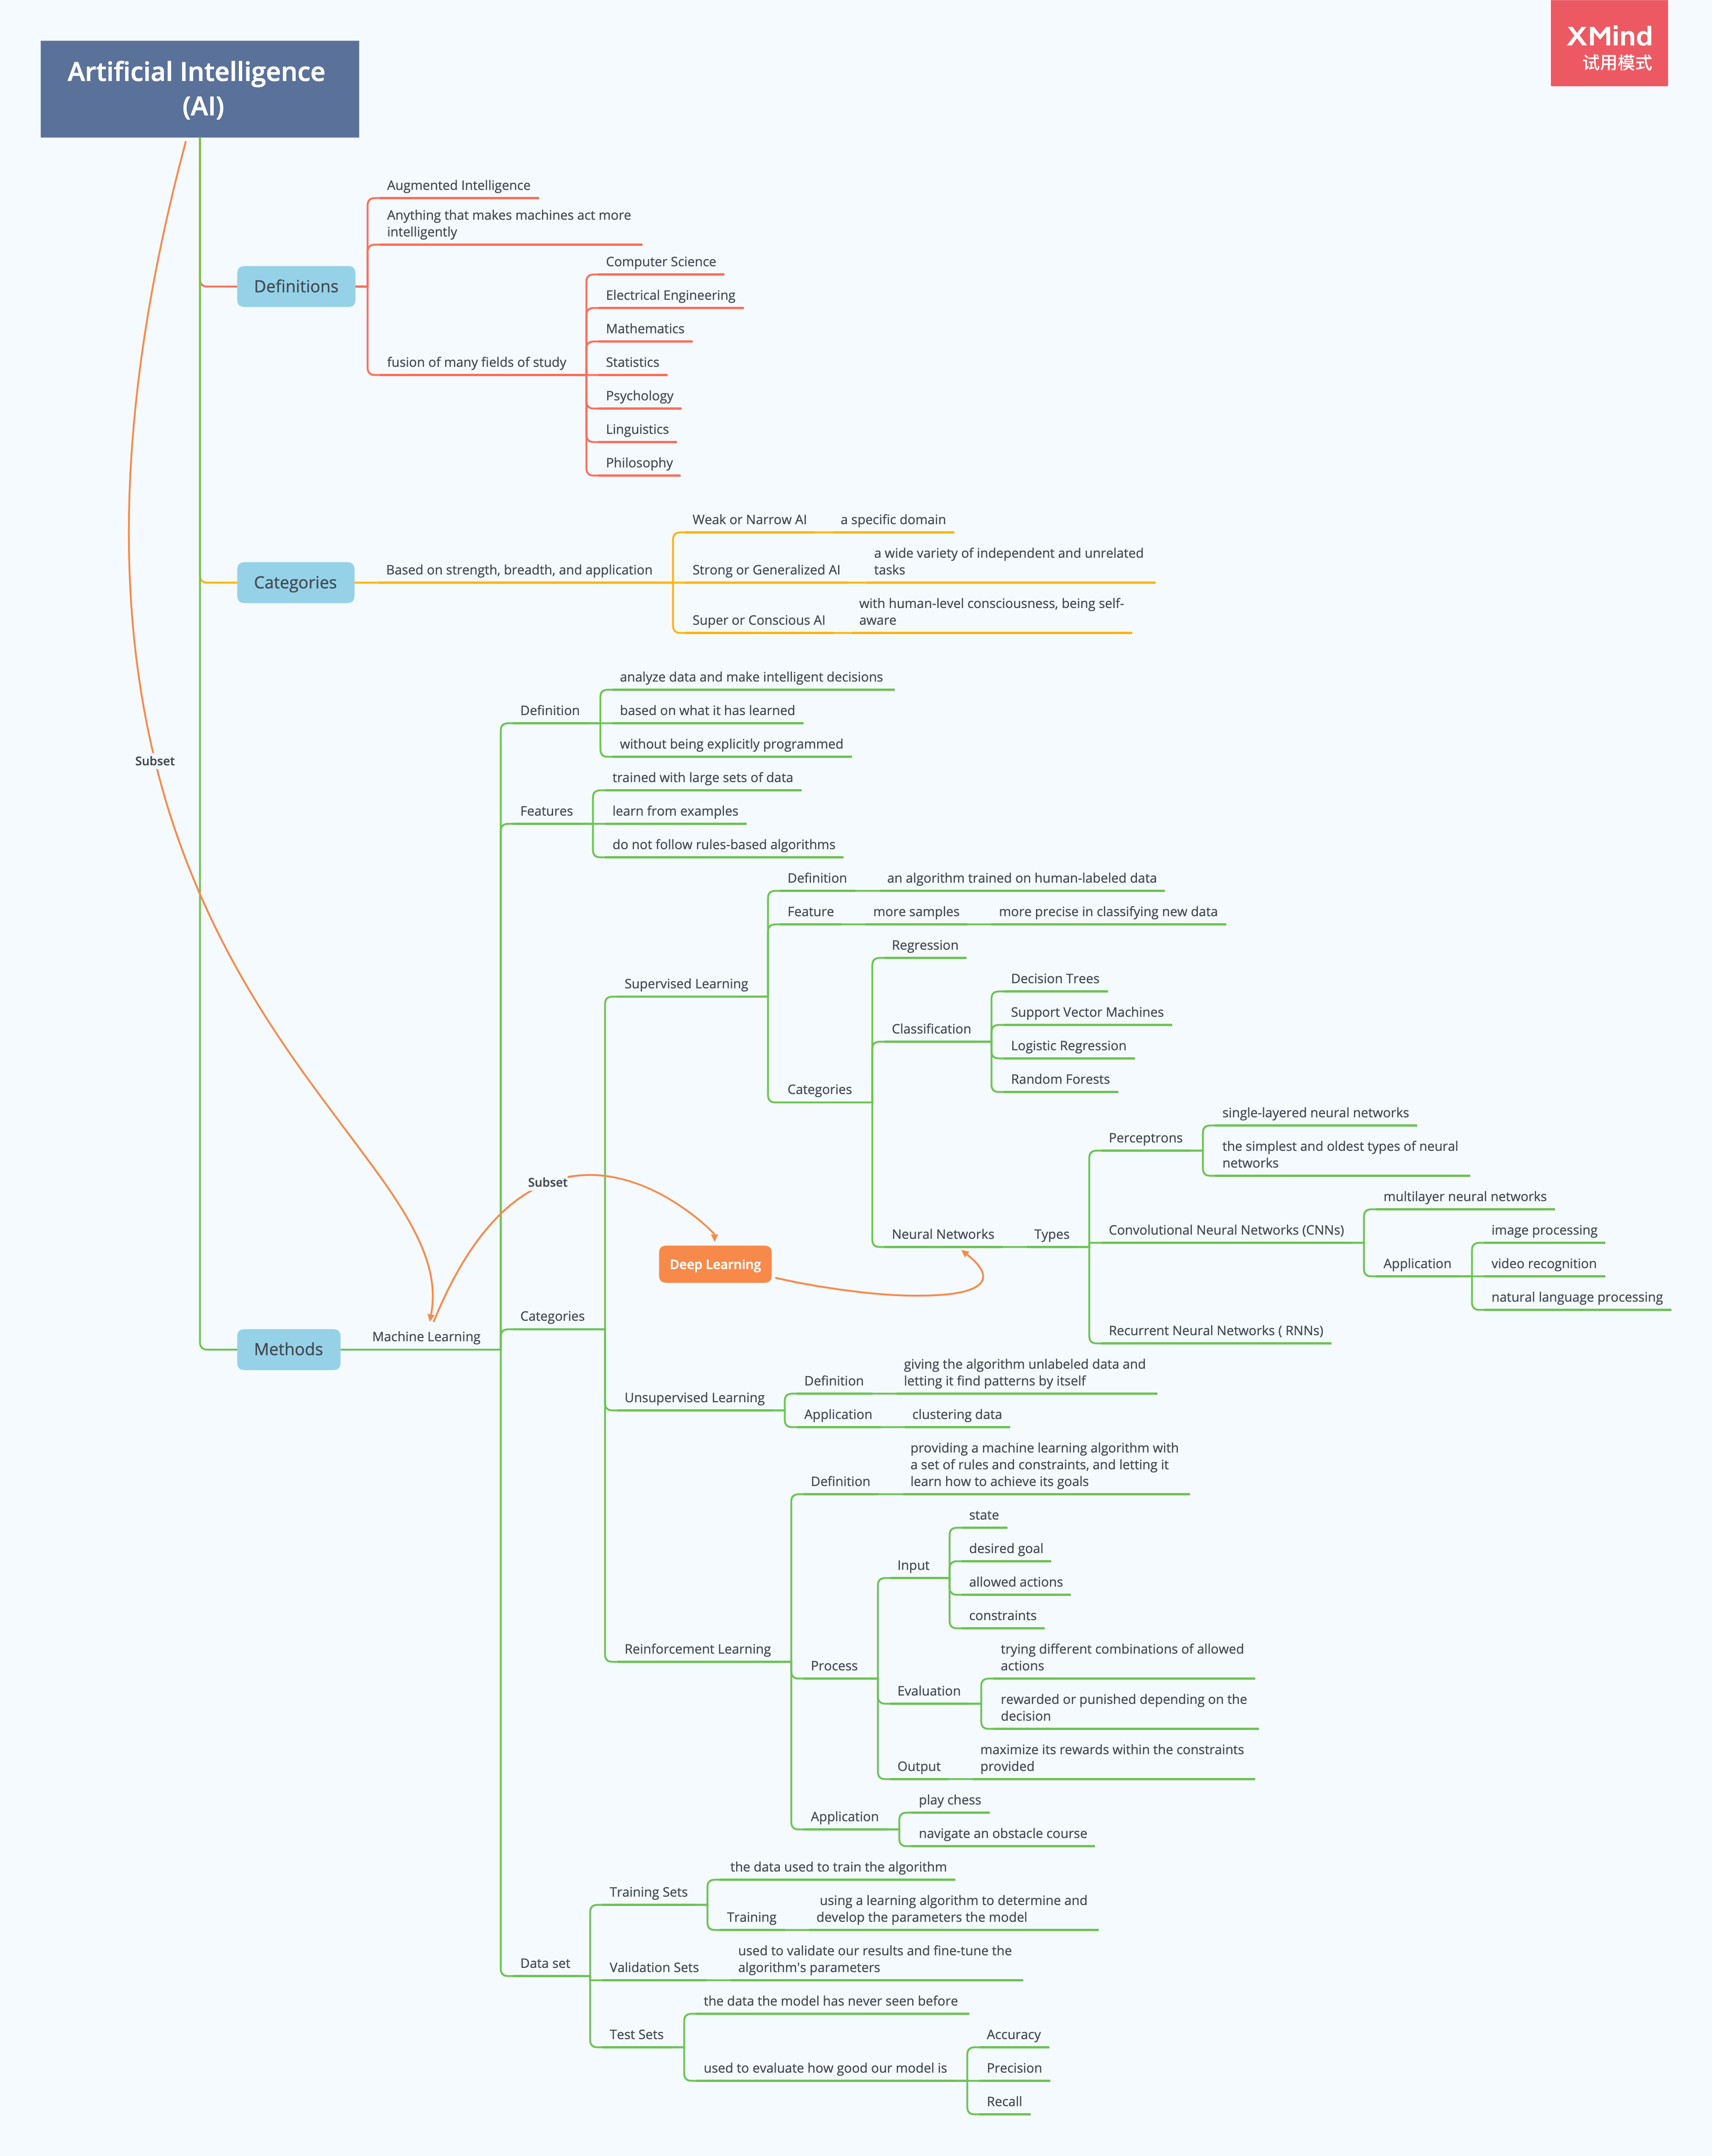 Artificial Intelligence
(AI)
XMind
试用模式
Augmented Intelligence
Anything that makes machines act more
intelligently
Definitions
fusion of many fields of study
Computer Science
Electrical Engineering
Mathematics
Statistics
Psychology
Linguistics
Philosophy
Categories
Based on strength, breadth, and application
Weak or Narrow AI
a specific domain
Strong or Generalized AI
a wide variety of independent and unrelated
tasks
Super or Conscious AI
with human-level consciousness, being self-
aware
Subset
Methods
Machine Learning
Definition
analyze data and make intelligent decisions
based on what it has learned
without being explicitly programmed
Features
trained with large sets of data
learn from examples
do not follow rules-based algorithms
Categories
Supervised Learning
Definition
an algorithm trained on human-labeled data
Feature
more samples
more precise in classifying new data
Categories
Regression
Classification
Decision Trees
Support Vector Machines
Logistic Regression
Random Forests
Neural Networks
Types
Perceptrons
single-layered neural networks
the simplest and oldest types of neural
networks
Convolutional Neural Networks (CNNs)
multilayer neural networks
Application
image processing
video recognition
natural language processing
Recurrent Neural Networks ( RNNs)
Subset
Deep Learning
Unsupervised Learning
Definition
giving the algorithm unlabeled data and
letting it find patterns by itself
Application
clustering data
Reinforcement Learning
Definition
providing a machine learning algorithm with
a set of rules and constraints, and letting it
learn how to achieve its goals
Process
Input
state
desired goal
allowed actions
constraints
Evaluation
trying different combinations of allowed
actions
rewarded or punished depending on the
decision
Output
maximize its rewards within the constraints
provided
Application
play chess
navigate an obstacle course
Data set
Training Sets
the data used to train the algorithm
Training
using a learning algorithm to determine and
develop the parameters the model
Validation Sets
used to validate our results and fine-tune the
algorithm's parameters
Test Sets
the data the model has never seen before
used to evaluate how good our model is
Accuracy
Precision
Recall